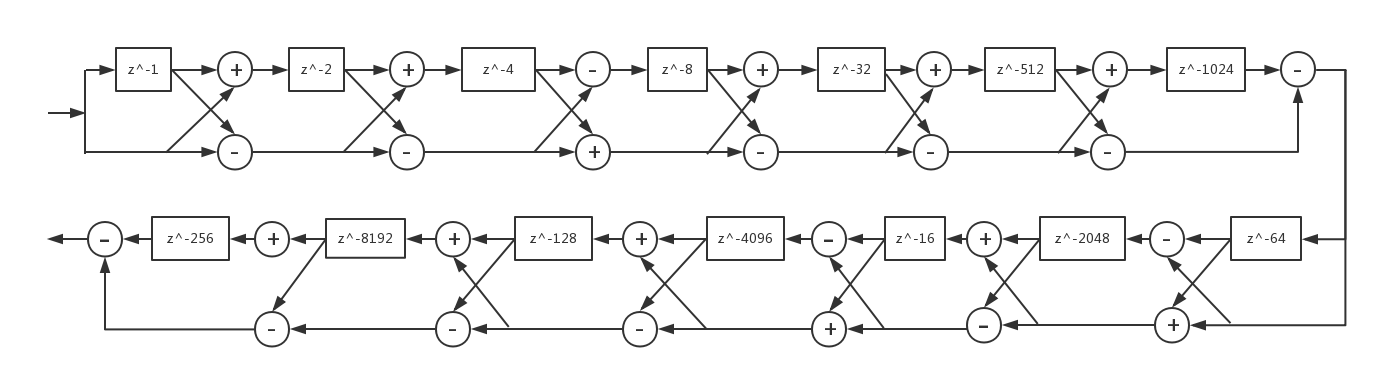 z^-1 + z^-2 + z^-4 - z^-8 + z^-32 + z^-512 + z^-1024 -
- - + - - -
- z^-256 + z^-8192 + z^-128 + z^-4096 - z^-16 + z^-2048 - z^-64
- - - + - +